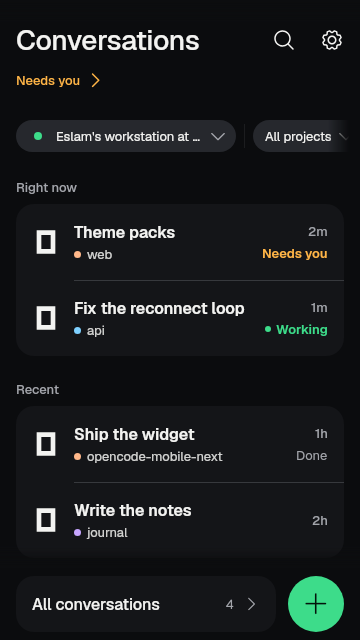 Conversations
Needs you
Eslam's workstation at ...
All projects
Right now
Theme packs
2m
web
Needs you
Fix the reconnect loop
1m
api
Working
Recent
Ship the widget
1h
opencode-mobile-next
Done
Write the notes
2h
journal
All conversations
4